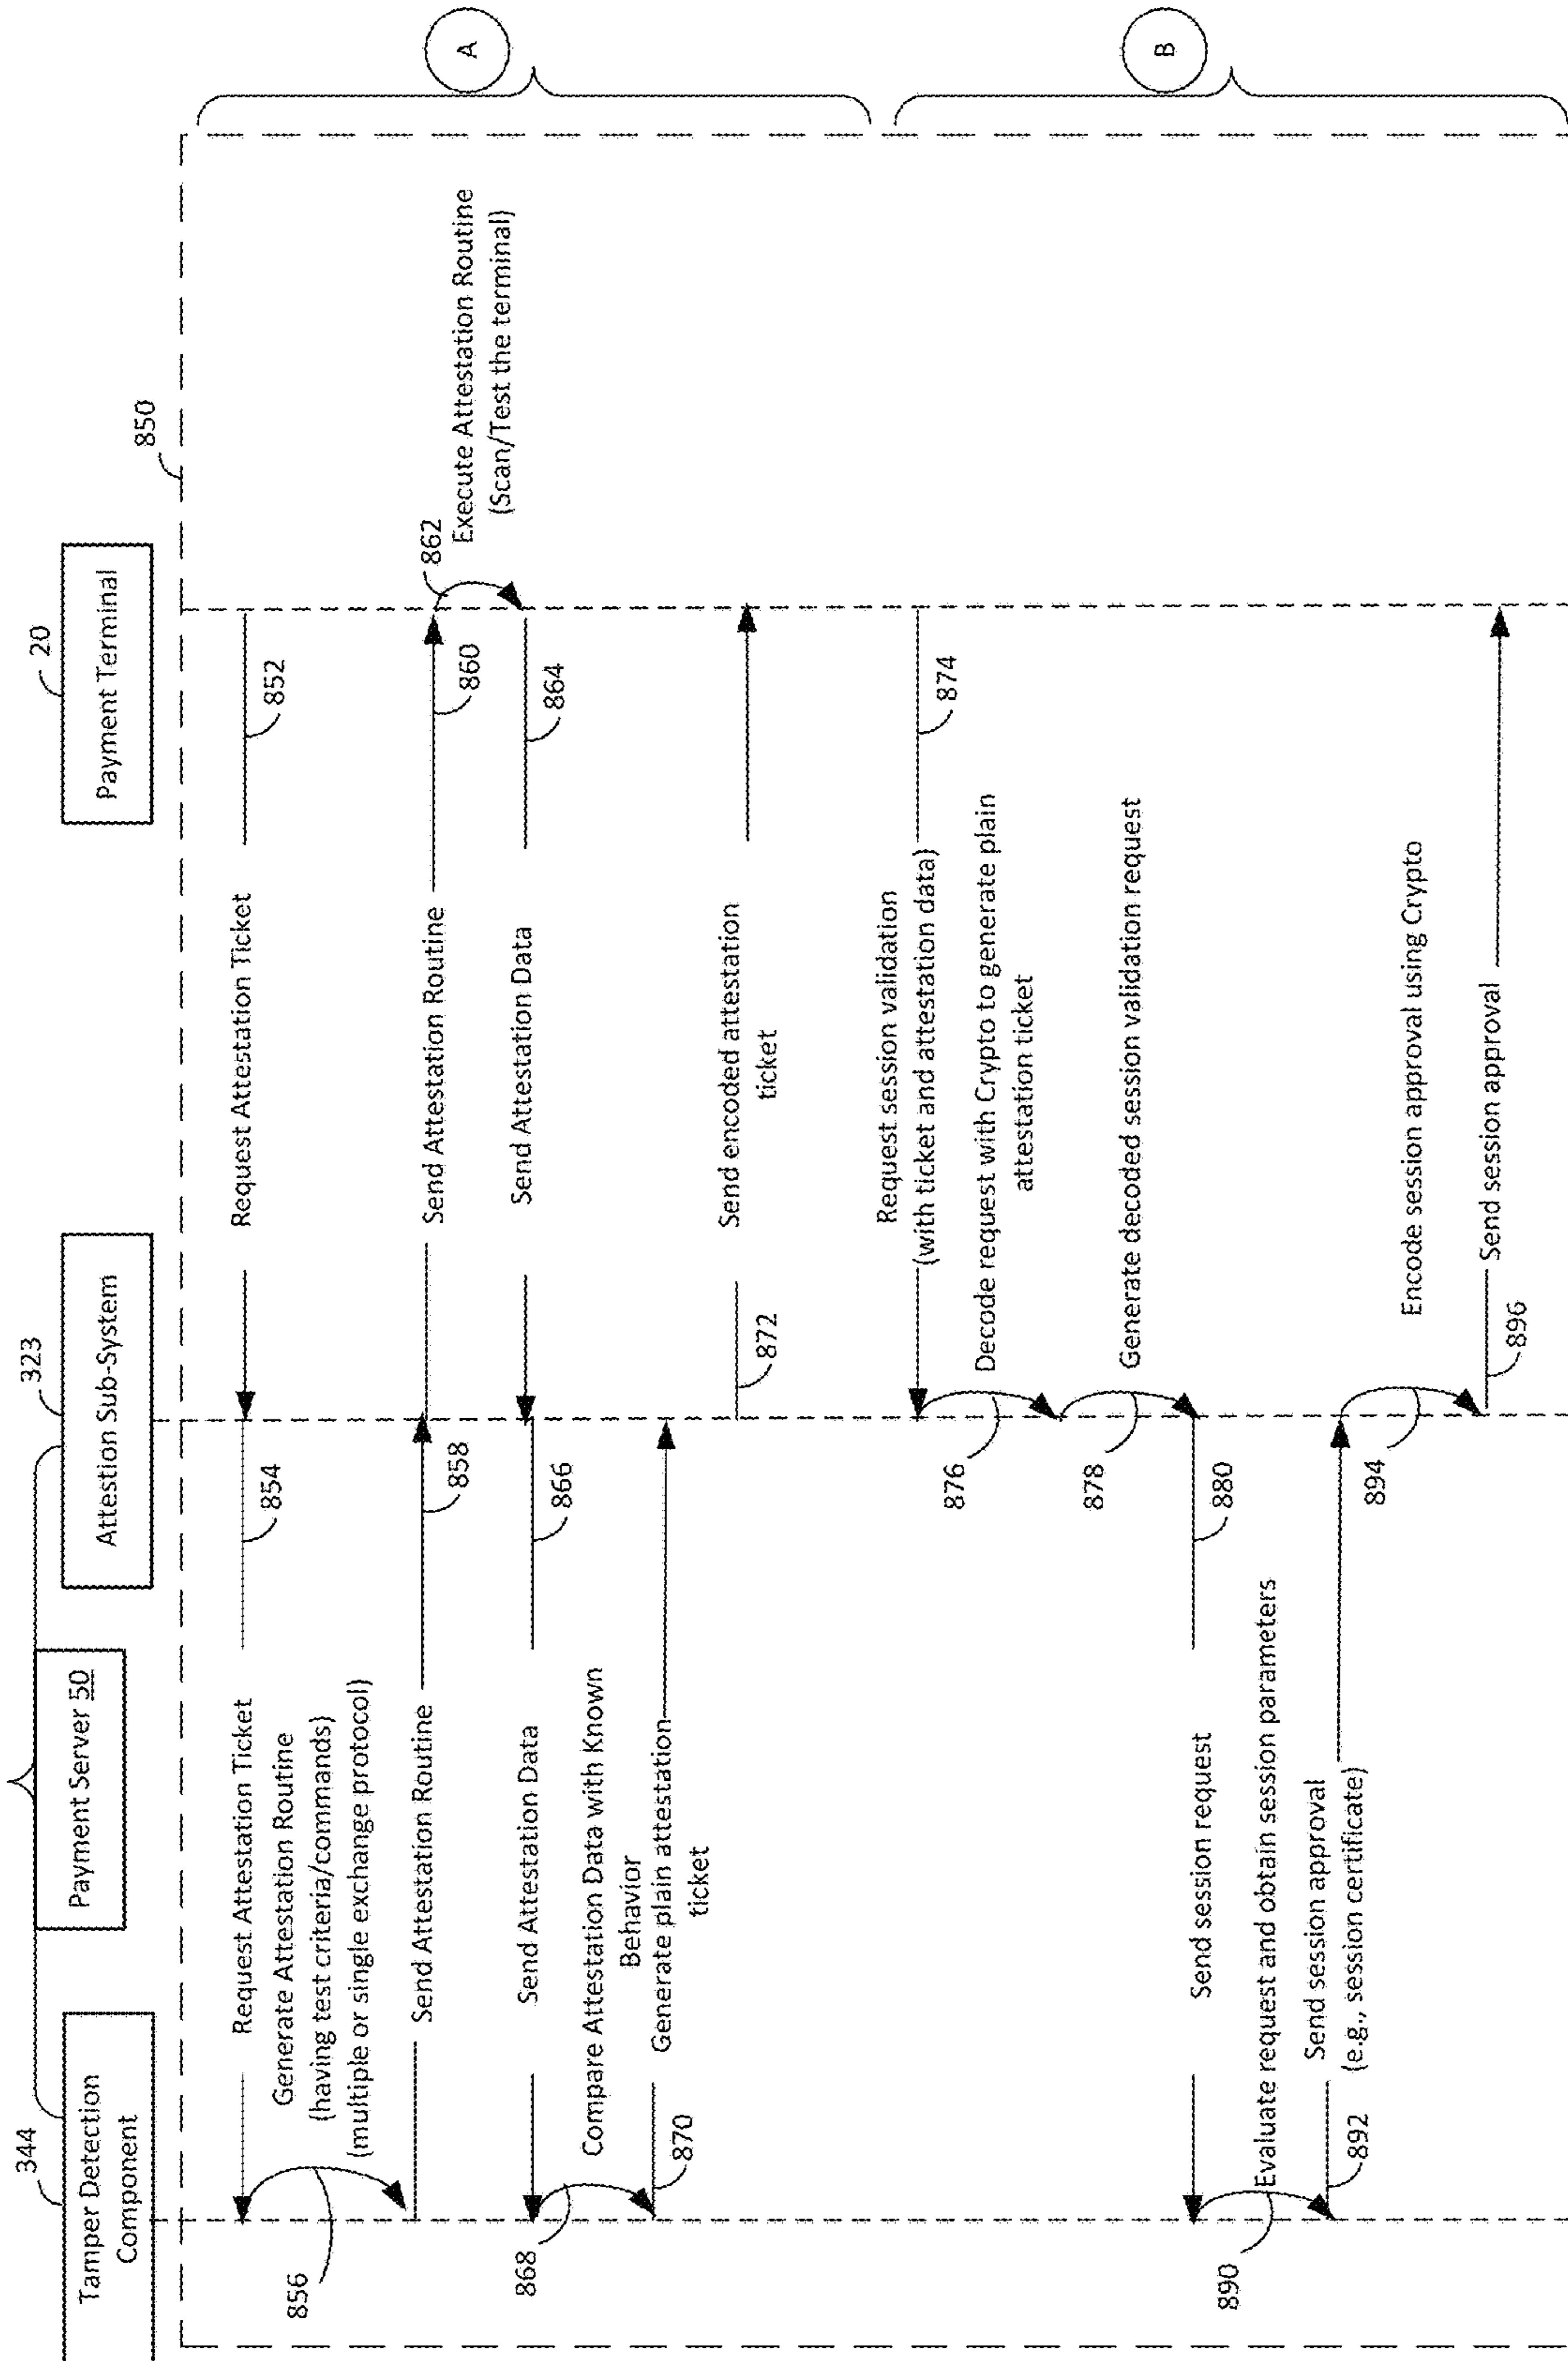 344
Tamper Detection
Component
Payment Server 50
323
Attestion Sub-System
20
Payment Terminal
850
Request Attestation Ticket
854
Request Attestation Ticket
852
A
856
Generate Attestation Routine
(having test criteria/commands)
(multiple or single exchange protocol)
Send Attestation Routine
858
Send Attestation Routine
860
862
Execute Attestation Routine
(Scan/Test the terminal)
Send Attestation Data
866
Send Attestation Data
864
868
Compare Attestation Data with Known
Behavior
870
Generate plain attestation
ticket
872
Send encoded attestation
ticket
Request session validation
(with ticket and attestation data)
874
B
876
Decode request with Crypto to generate plain
attestation ticket
878
Generate decoded session validation request
Send session request
880
890
Evaluate request and obtain session parameters
892
Send session approval
(e.g., session certificate)
894
Encode session approval using Crypto
896
Send session approval